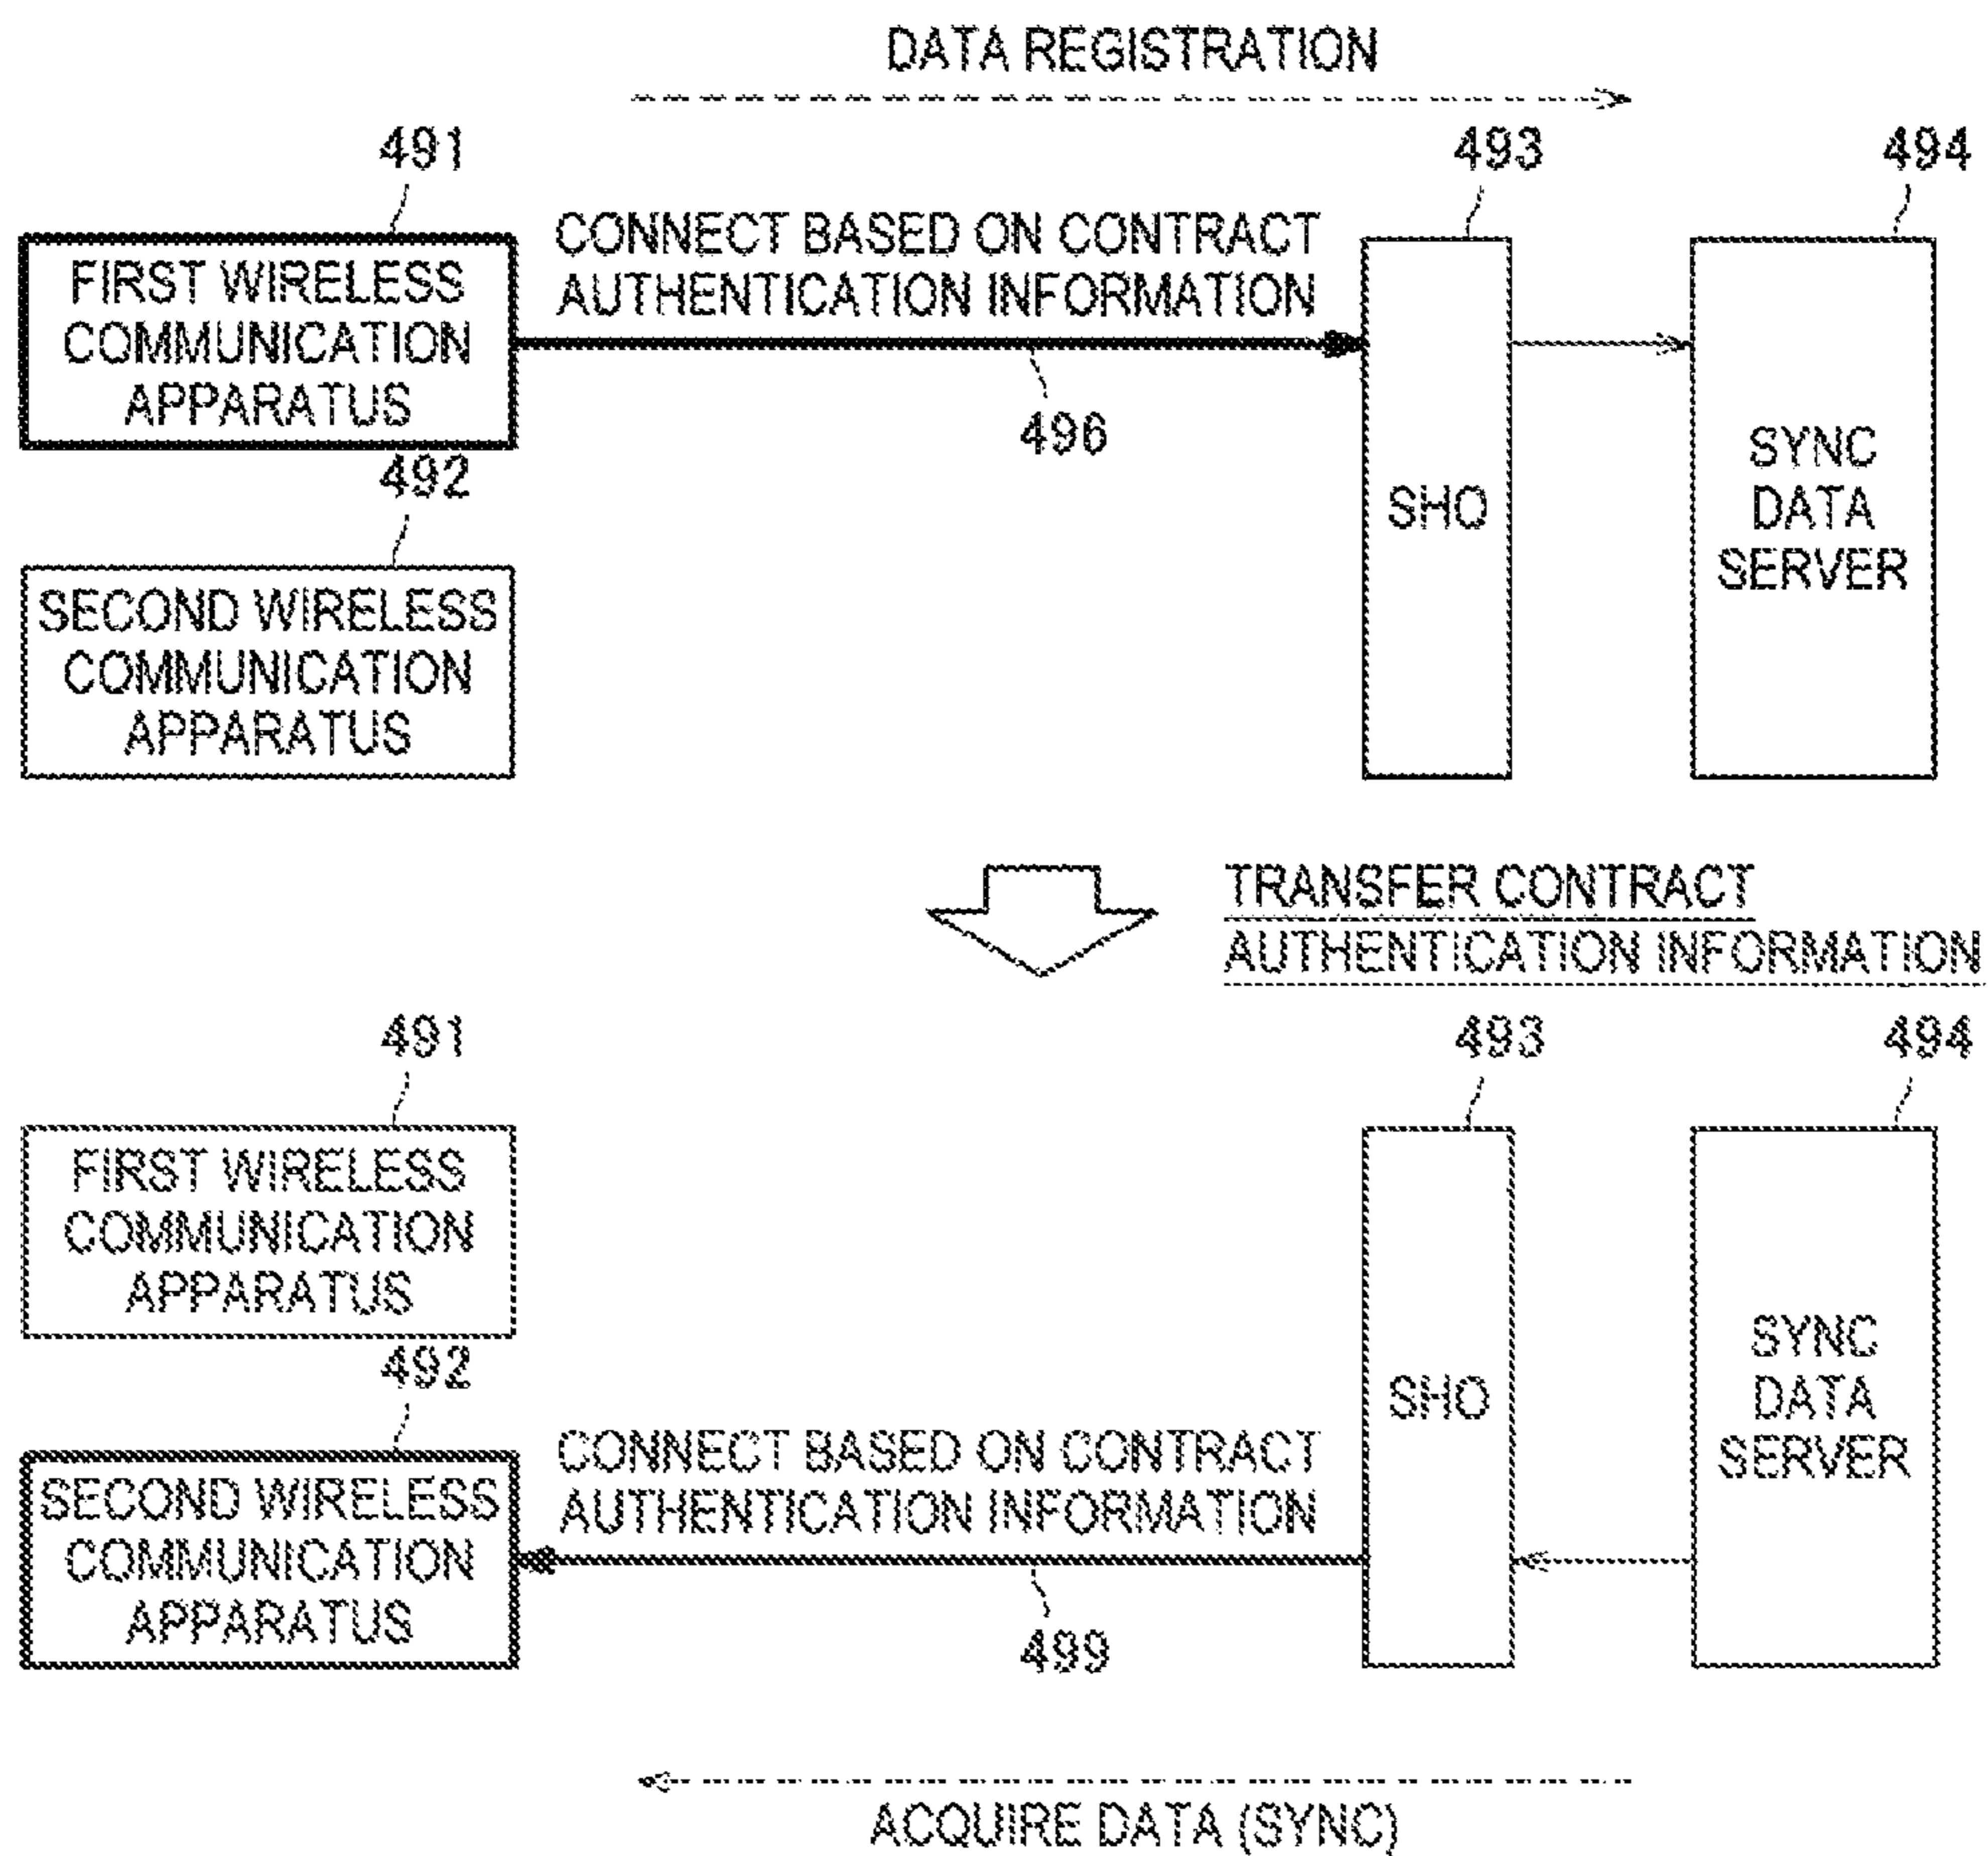 DATA REGISTRATION
491
493
494
CONNECT BASED ON CONTRACT
AUTHENTICATION INFORMATION
FIRST WIRELESS
COMMUNICATION
APPARATUS
496
492
SHO
SYNC
DATA
SERVER
SECOND WIRELESS
COMMUNICATION
APPARATUS
TRANSFER CONTRACT
AUTHENTICATION INFORMATION
491
493
494
FIRST WIRELESS
COMMUNICATION
APPARATUS
492
SHO
SYNC
DATA
SERVER
CONNECT BASED ON CONTRACT
AUTHENTICATION INFORMATION
SECOND WIRELESS
COMMUNICATION
APPARATUS
499
ACQUIRE DATA (SYNC)